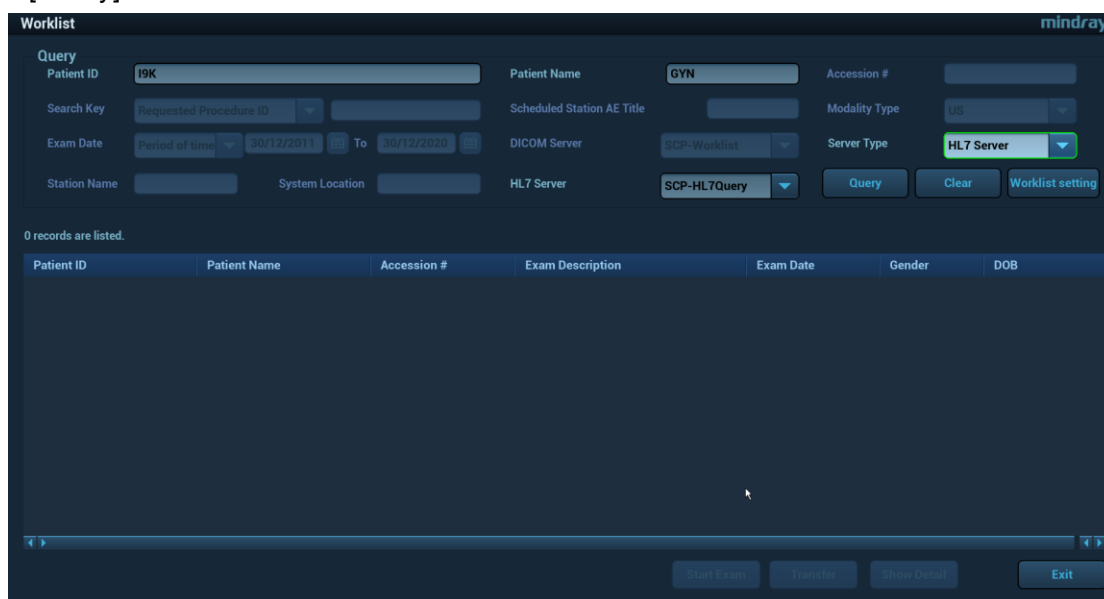 Worklist mindray
Query
Patient ID I9K Patient Name GYN Accession #
Search Key Requested Procedure ID Scheduled Station AE Title Modality Type US
Exam Date Period of time 30/12/2011 To 30/12/2020 DICOM Server SCP-Worklist Server Type HL7 Server
Station Name System Location HL7 Server SCP-HL7Query Query Clear Worklist setting
0 records are listed.
Patient ID Patient Name Accession # Exam Description Exam Date Gender DOB
Start Exam Transfer Show Detail Exit